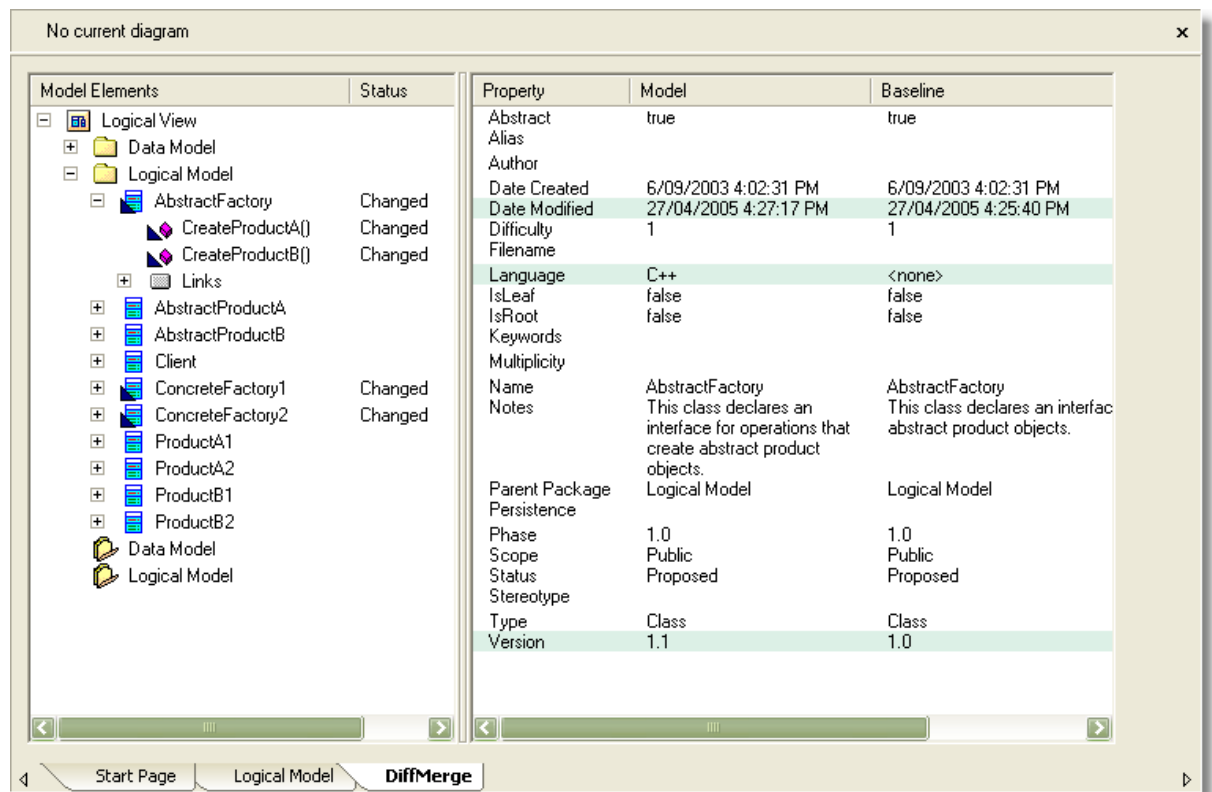 No current diagram
Model Elements Status
Logical View
Data Model
Logical Model
AbstractFactory Changed
CreateProductA() Changed
CreateProductB() Changed
Links
AbstractProductA
AbstractProductB
Client
ConcreteFactory1 Changed
ConcreteFactory2 Changed
ProductA1
ProductA2
ProductB1
ProductB2
Data Model
Logical Model
Property Model Baseline
Abstract true true
Alias
Author
Date Created 6/09/2003 4:02:31 PM 6/09/2003 4:02:31 PM
Date Modified 27/04/2005 4:27:17 PM 27/04/2005 4:25:40 PM
Difficulty 1 1
Filename
Language C++ <none>
IsLeaf false false
IsRoot false false
Keywords
Multiplicity
Name AbstractFactory AbstractFactory
Notes This class declares an This class declares an interfac
interface for operations that abstract product objects.
create abstract product
objects.
Parent Package Logical Model Logical Model
Persistence
Phase 1.0 1.0
Scope Public Public
Status Proposed Proposed
Stereotype
Type Class Class
Version 1.1 1.0
Start Page Logical Model DiffMerge